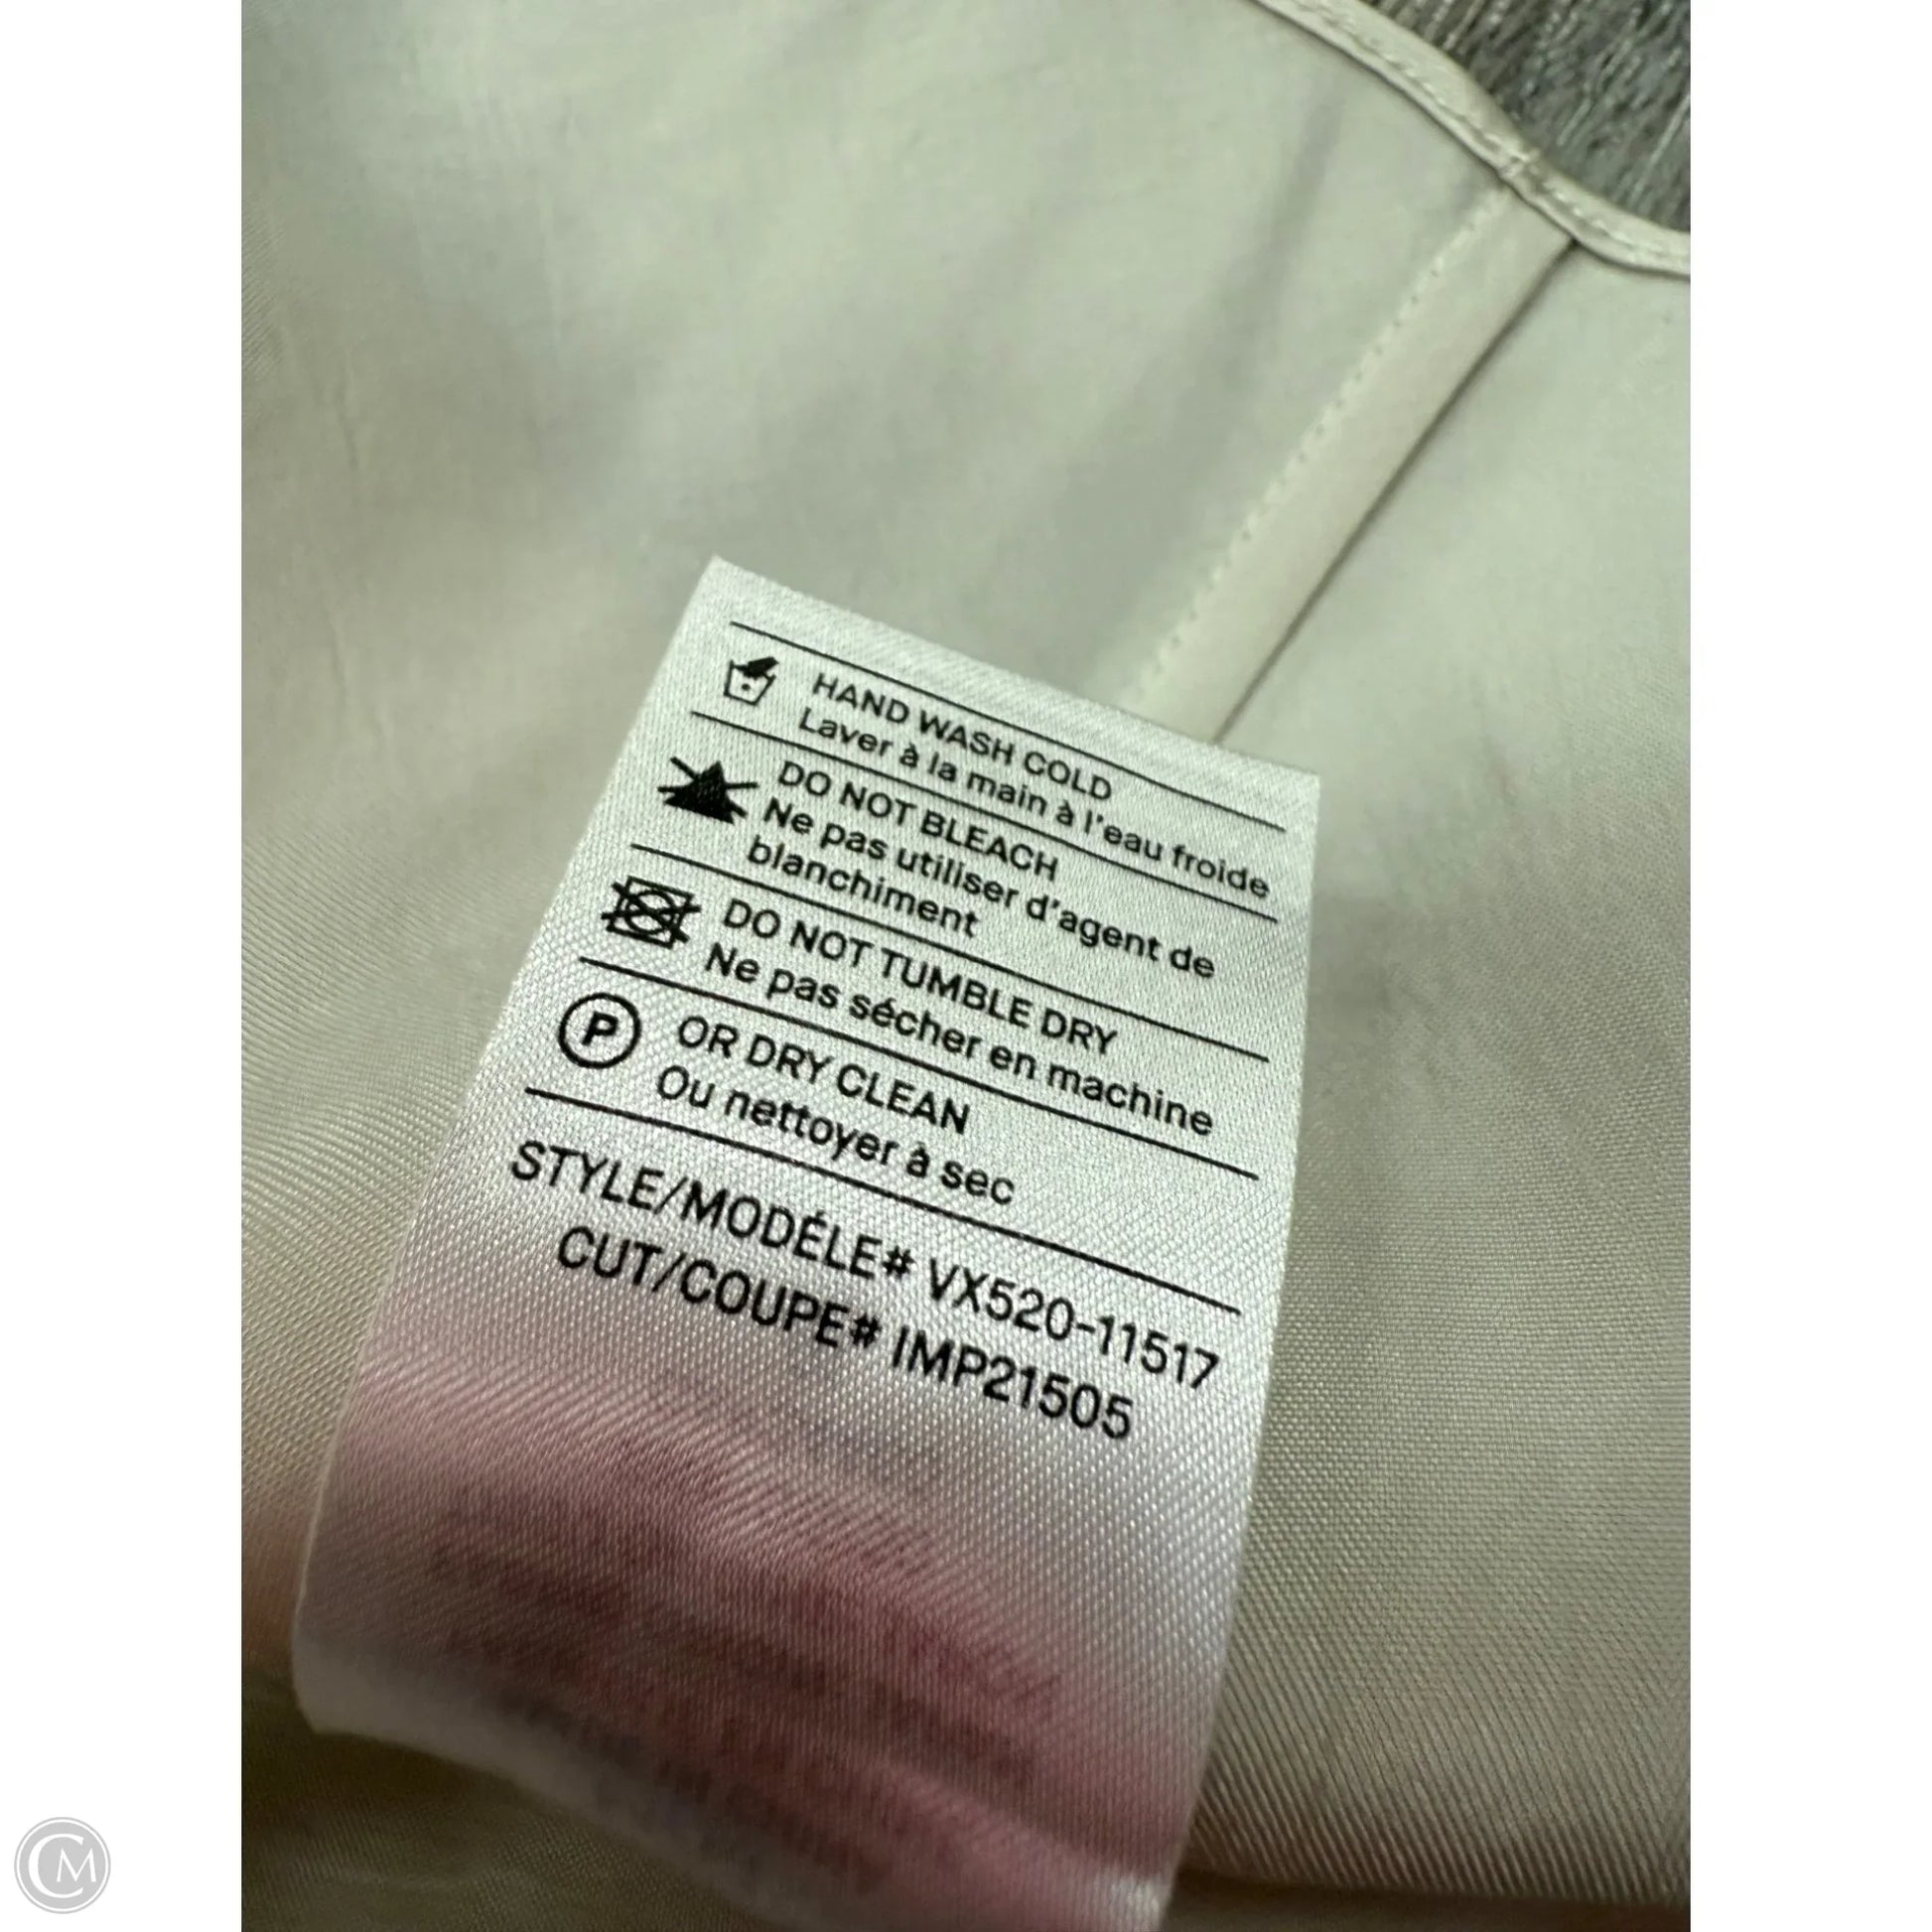 HAND WASH COLD
Laver à la main à l'eau froide
DO NOT BLEACH
Ne pas utiliser d'agent de
blanchiment
DO NOT TUMBLE DRY
Ne pas sécher en machine
P
OR DRY CLEAN
Ou nettoyer à sec
STYLE/MODÉLE# VX520-11517
CUT/COUPE# IMP21505
CM